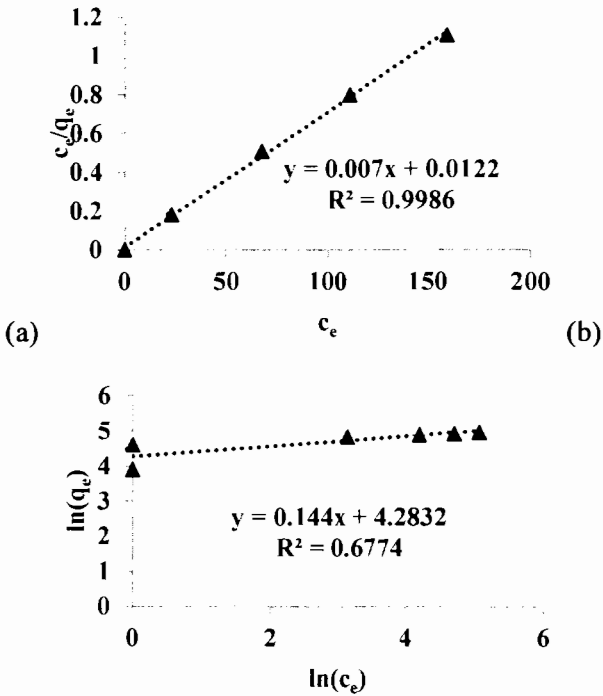 1.2
1
0.8
0.6
0.4
0.2
0
cₑ/qₑ
y = 0.007x + 0.0122
R² = 0.9986
0 50 100 150 200
cₑ
(a) (b)
6
5
4
3
2
1
0
ln(qₑ)
y = 0.144x + 4.2832
R² = 0.6774
0 2 4 6
ln(cₑ)